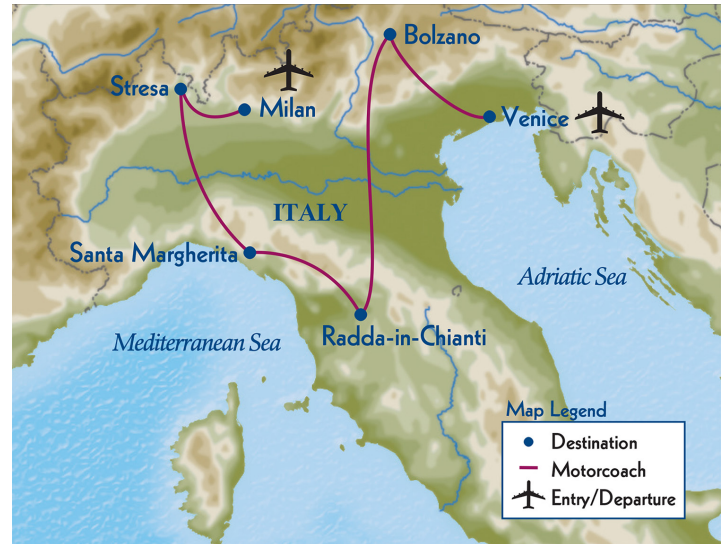 Bolzano
Stresa
Milan
Venice
ITALY
Santa Margherita
Adriatic Sea
Radda-in-Chianti
Mediterranean Sea
Map Legend
Destination
Motorcoach
Entry/Departure